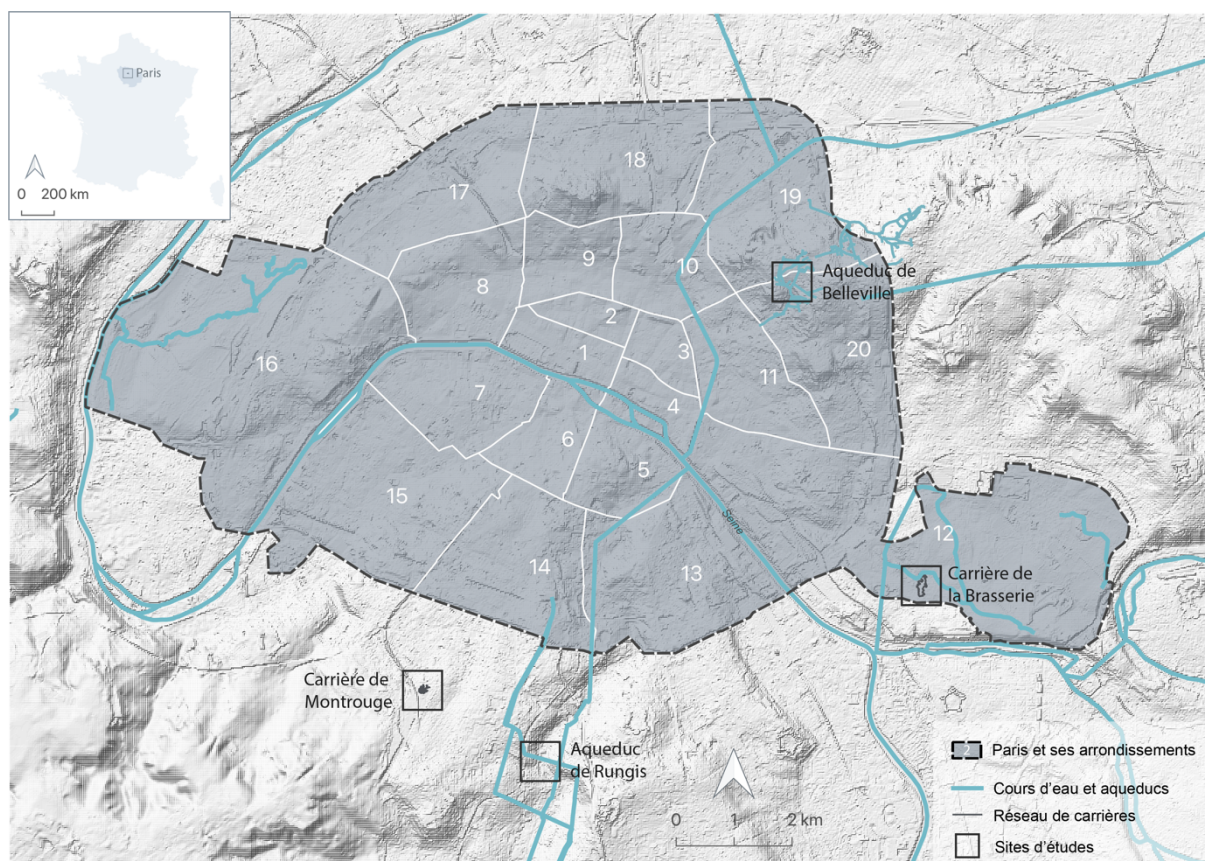 Paris
0 200 km
18
17
19
9
10
Aqueduc de
Belleville
8
2
1
3
16
20
11
7
4
6
5
15
Seine
12
14
13
Carrière de
la Brasserie
Carrière de
Montrouge
Aqueduc
de Rungis
0 1 2 km
2 Paris et ses arrondissements
Cours d'eau et aqueducs
Réseau de carrières
Sites d'études